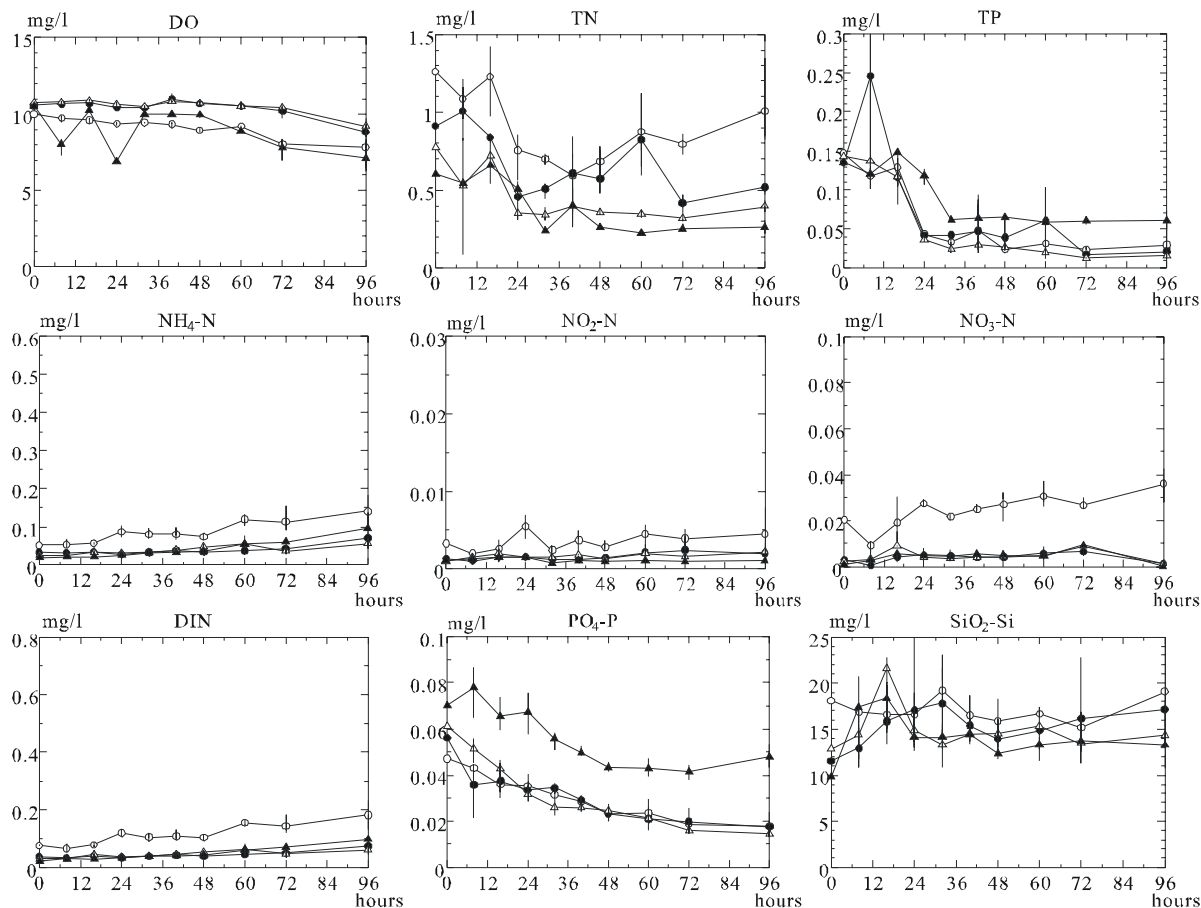 mg/l DO
15
10
5
0
0 12 24 36 48 60 72 84 96
hours
mg/l TN
1.5
1
0.5
0
0 12 24 36 48 60 72 84 96
hours
mg/l TP
0.3
0.25
0.2
0.15
0.1
0.05
0
0 12 24 36 48 60 72 84 96
hours
mg/l NH₄-N
0.6
0.5
0.4
0.3
0.2
0.1
0
0 12 24 36 48 60 72 84 96
hours
mg/l NO₂-N
0.03
0.02
0.01
0
0 12 24 36 48 60 72 84 96
hours
mg/l NO₃-N
0.1
0.08
0.06
0.04
0.02
0
0 12 24 36 48 60 72 84 96
hours
mg/l DIN
0.8
0.6
0.4
0.2
0
0 12 24 36 48 60 72 84 96
hours
mg/l PO₄-P
0.1
0.08
0.06
0.04
0.02
0
0 12 24 36 48 60 72 84 96
hours
mg/l SiO₂-Si
25
20
15
10
5
0
0 12 24 36 48 60 72 84 96
hours